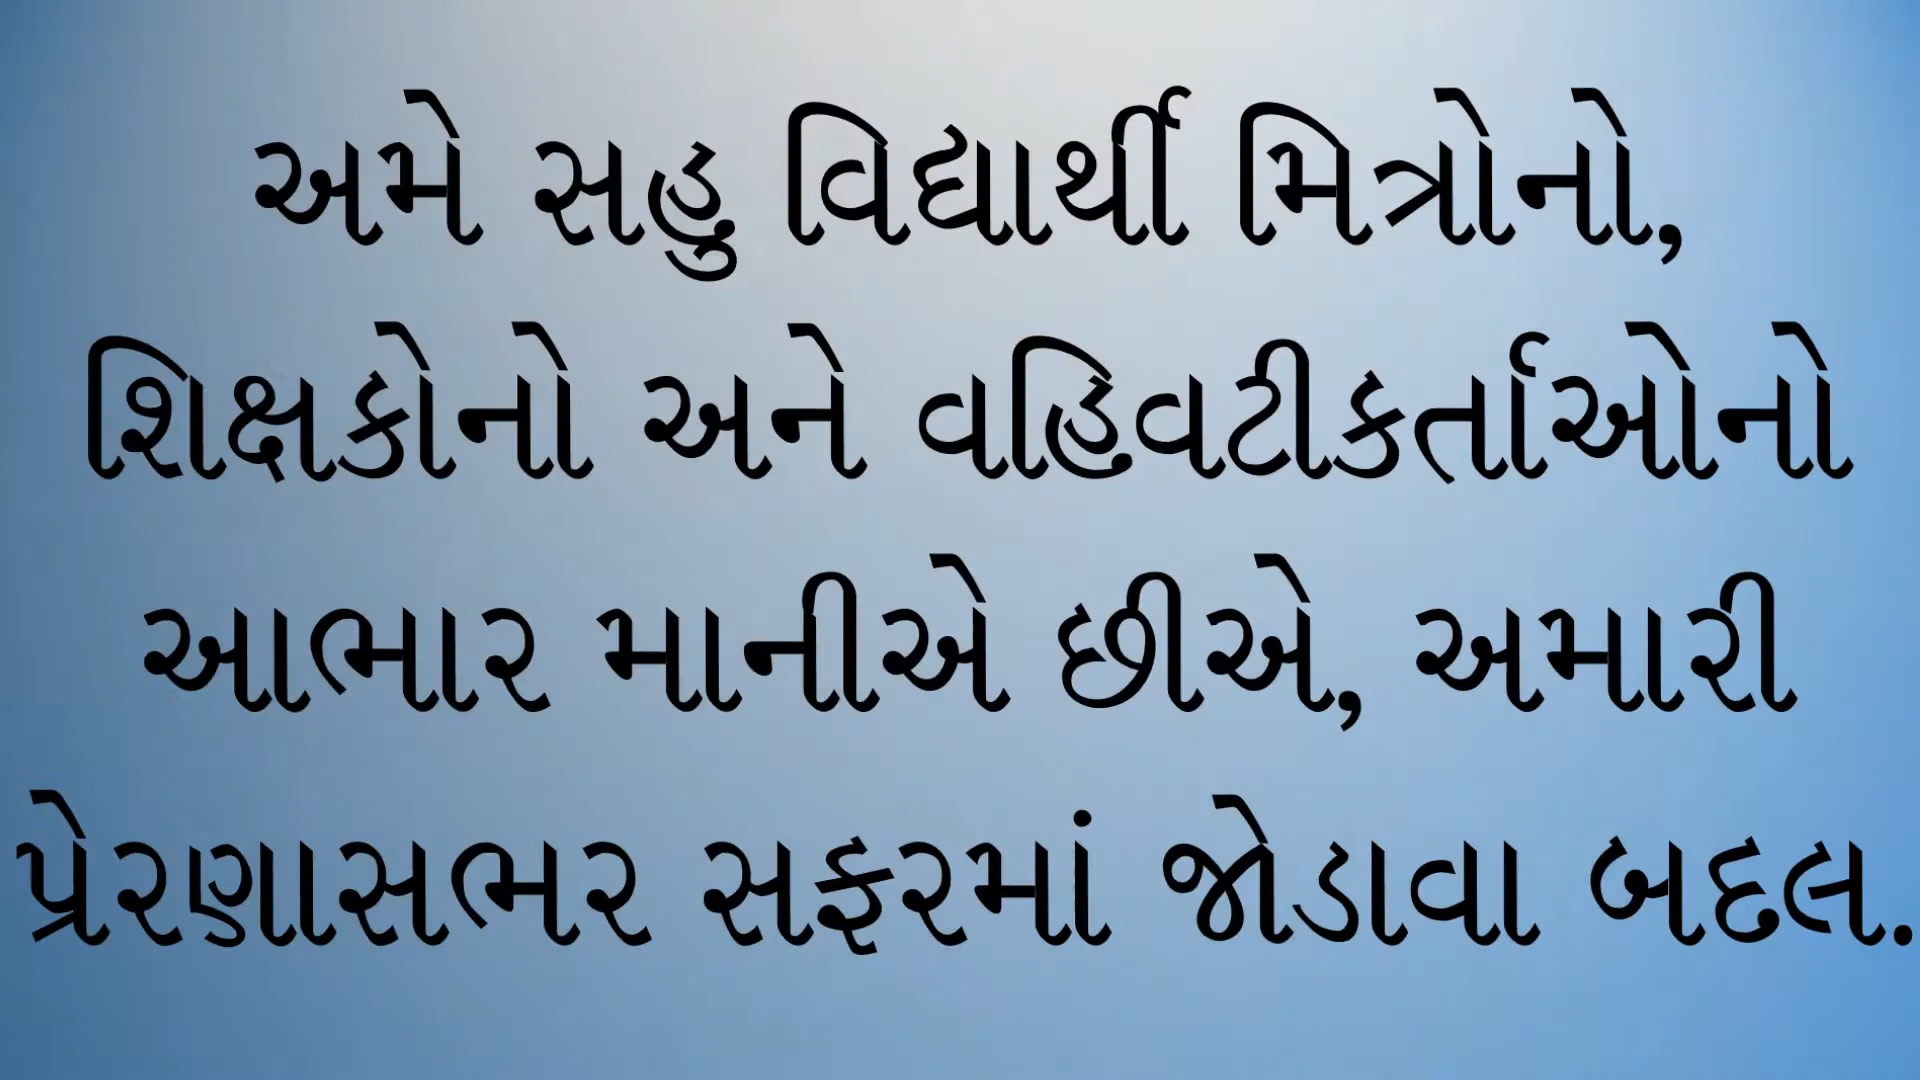 અમે સહુ વિદ્યાર્થી મિત્રોનો,
શિક્ષકોનો અને વહિવટીકર્તાઓનો
આભાર માનીએ છીએ, અમારી
પ્રેરણાસભર સફરમાં જોડાવા બદલ.